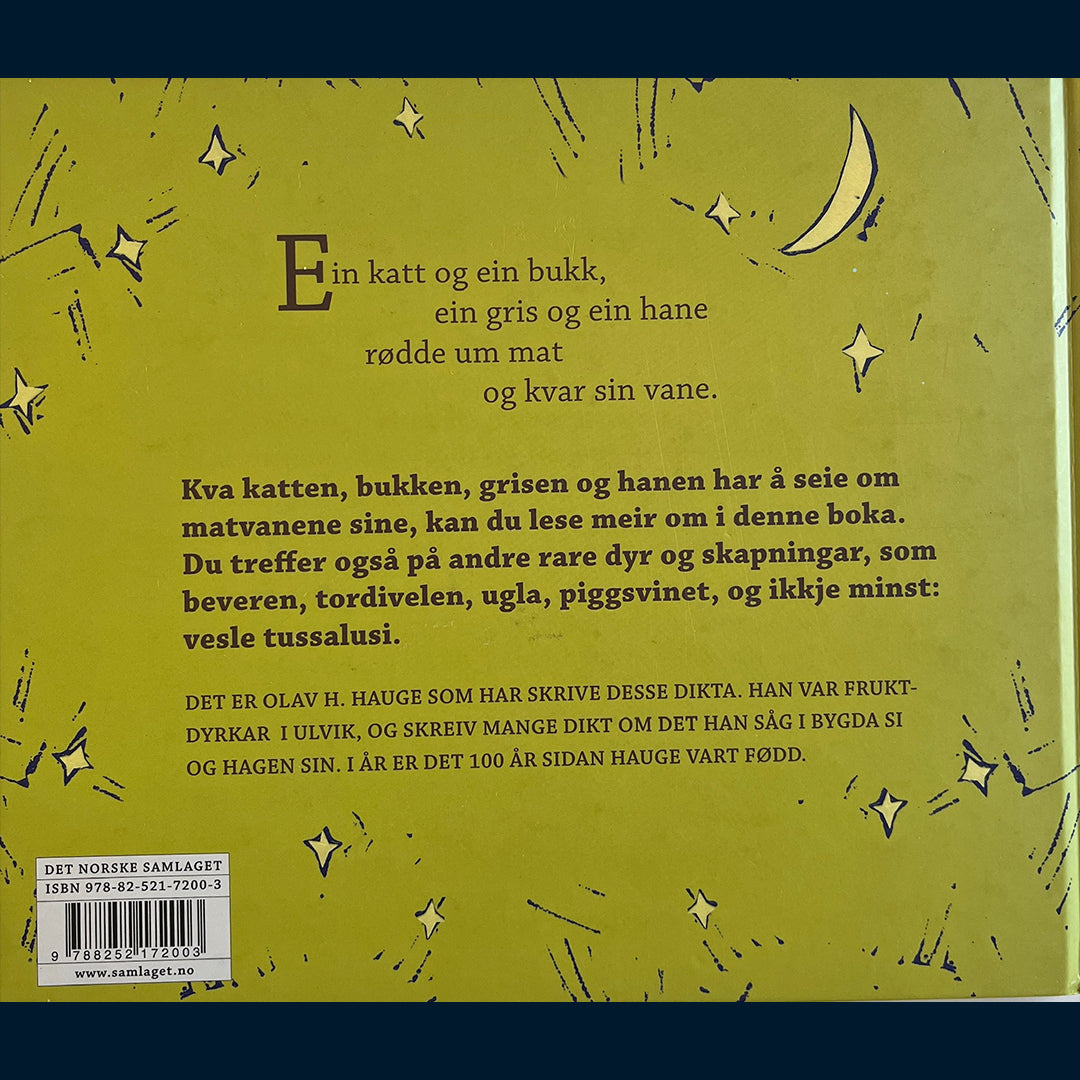 Ein katt og ein bukk,
ein gris og ein hane
rødde um mat
og kvar sin vane.
Kva katten, bukken, grisen og hanen har å seie om
matvanene sine, kan du lese meir om i denne boka.
Du treffer også på andre rare dyr og skapningar, som
beveren, tordivelen, ugla, piggsvinet, og ikkje minst:
vesle tussalusi.
DET ER OLAV H. HAUGE SOM HAR SKRIVE DESSE DIKTA. HAN VAR FRUKT-
DYRKAR I ULVIK, OG SKREIV MANGE DIKT OM DET HAN SÅG I BYGDA SI
OG HAGEN SIN. I ÅR ER DET 100 ÅR SIDAN HAUGE VART FØDD.
DET NORSKE SAMLAGET
ISBN 978-82-521-7200-3
9 788252 172003
www.samlaget.no